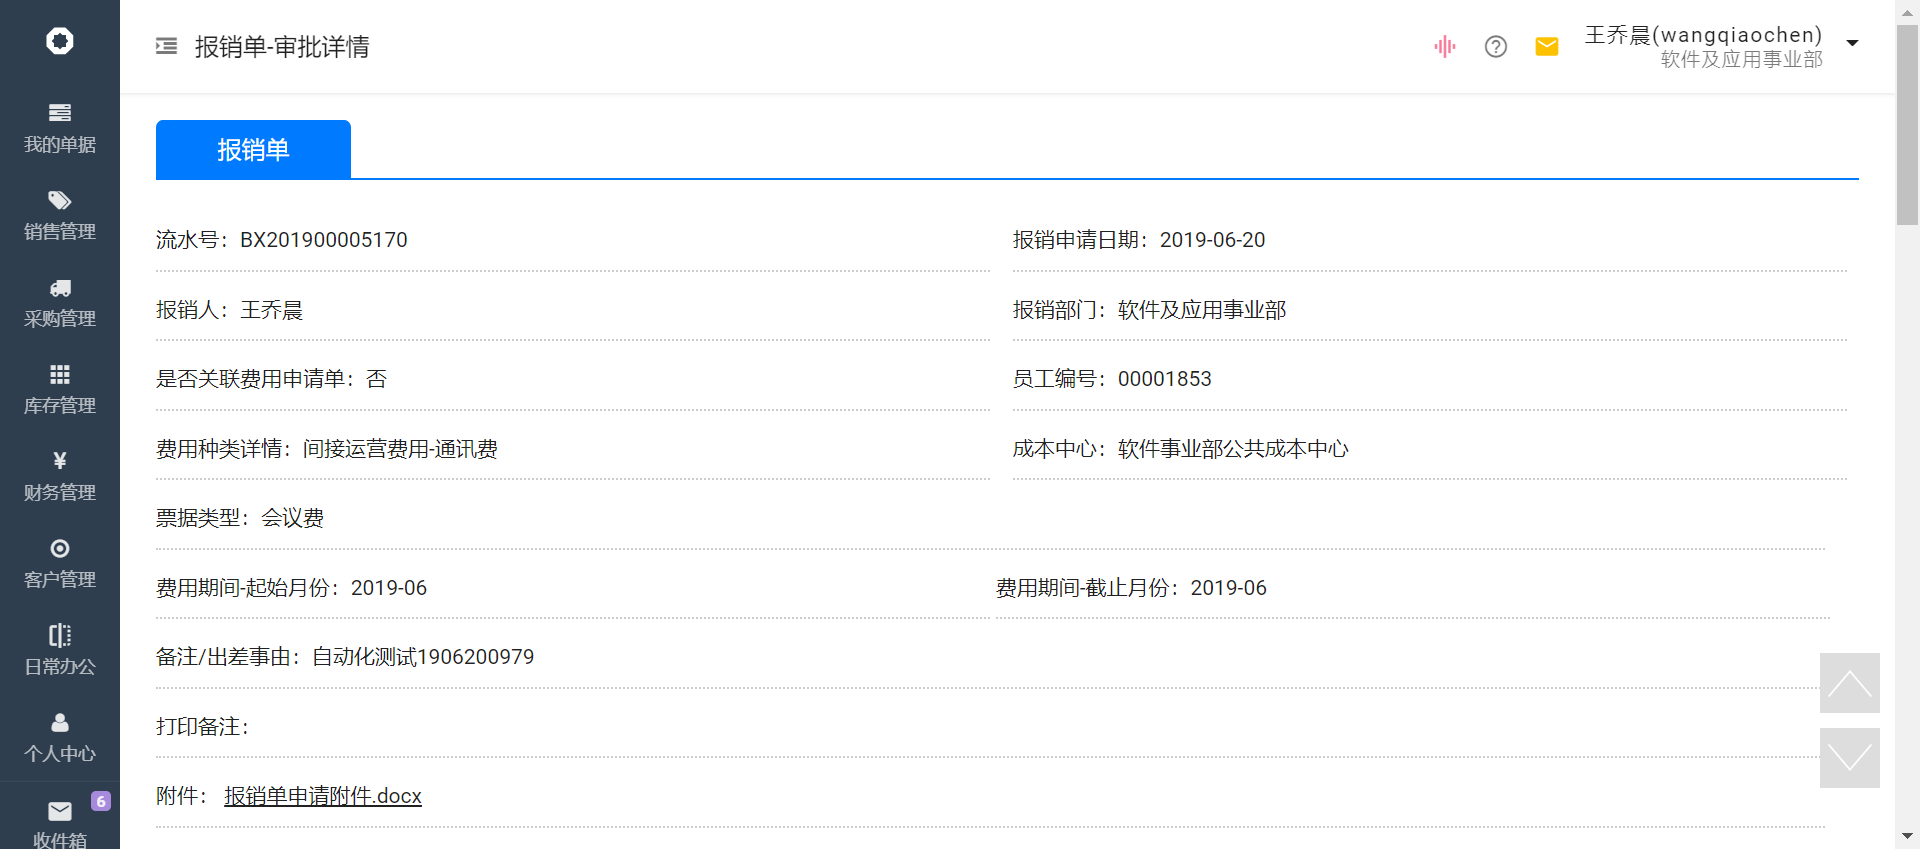 报销单-审批详情
王乔晨(wangqiaochen)
软件及应用事业部
我的单据
销售管理
采购管理
库存管理
¥
财务管理
客户管理
日常办公
个人中心
6
收件箱
报销单
流水号：BX201900005170
报销申请日期：2019-06-20
报销人：王乔晨
报销部门：软件及应用事业部
是否关联费用申请单：否
员工编号：00001853
费用种类详情：间接运营费用-通讯费
成本中心：软件事业部公共成本中心
票据类型：会议费
费用期间-起始月份：2019-06
费用期间-截止月份：2019-06
备注/出差事由：自动化测试1906200979
打印备注：
附件： 报销单申请附件.docx